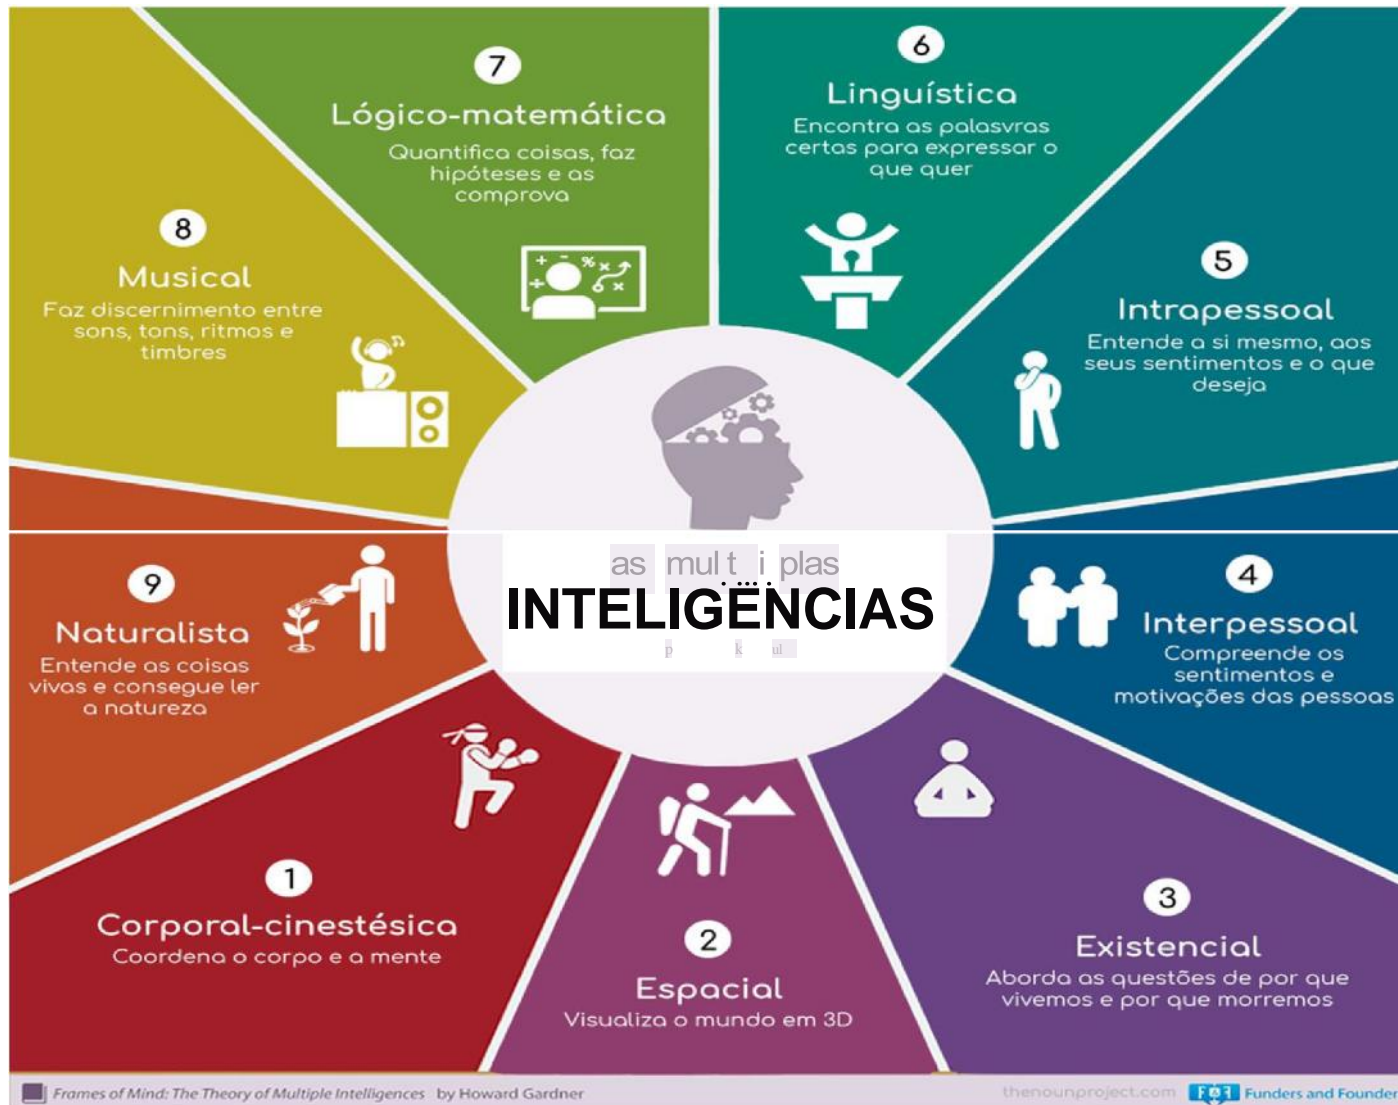 7
Lógico-matemática
Quantifica coisas, faz
hipóteses e as
comprova
6
Linguística
Encontra as palasvras
certas para expressar o
que quer
8
Musical
Faz discernimento entre
sons, tons, ritmos e
timbres
5
Intrapessoal
Entende a si mesmo, aos
seus sentimentos e o que
deseja
as mult i plas
INTELIGENCIAS
p k ul
9
Naturalista
Entende as coisas
vivas e consegue ler
a natureza
4
Interpessoal
Compreende os
sentimentos e
motivações das pessoas
1
Corporal-cinestésica
Coordena o corpo e a mente
2
Espacial
Visualiza o mundo em 3D
3
Existencial
Aborda as questões de por que
vivemos e por que morremos
Frames of Mind: The Theory of Multiple Intelligences by Howard Gardner
thenounproject.com Funders and Founder